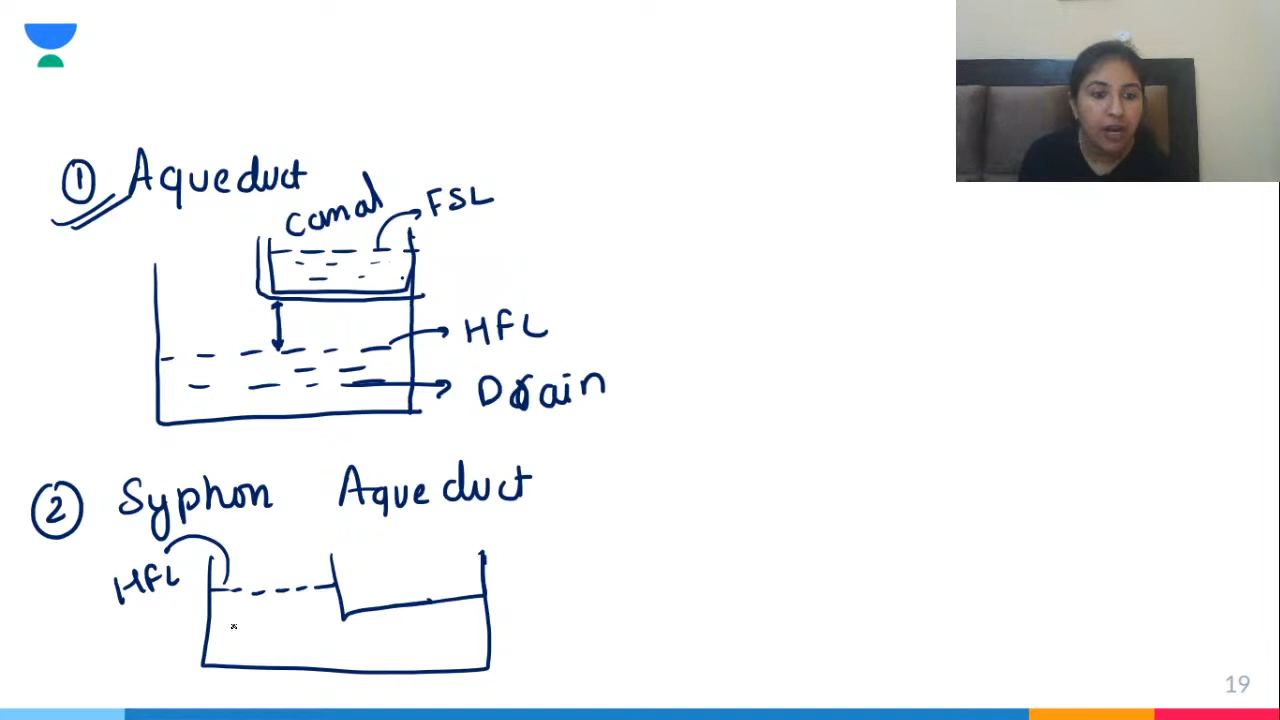 ① Aqueduct
Canal
FSL
HFL
Drain
② Syphon Aqueduct
HFL
19